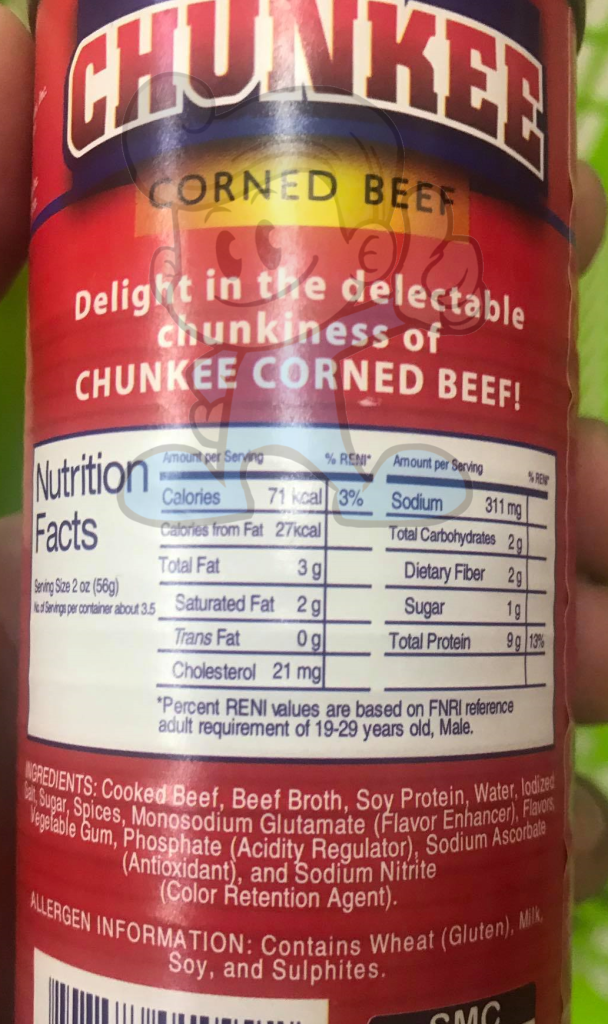 CHUNKEE
CORNED BEEF
Delight in the delectable
chunkiness of
CHUNKEE CORNED BEEF!
Nutrition
Facts
Serving Size 2 oz (56g)
No. of Servings per container about 3.5
Amount per Serving % RENI*
Calories 71 kcal 3%
Calories from Fat 27Kcal
Total Fat 3 g
Saturated Fat 2 g
Trans Fat 0 g
Cholesterol 21 mg
Amount per Serving % RENI*
Sodium 311 mg
Total Carbohydrates 2 g
Dietary Fiber 2 g
Sugar 1 g
Total Protein 9 g 13%
*Percent RENI values are based on FNRI reference
adult requirement of 19-29 years old, Male.
INGREDIENTS: Cooked Beef, Beef Broth, Soy Protein, Water, Iodized
Salt, Sugar, Spices, Monosodium Glutamate (Flavor Enhancer), Flavors,
Vegetable Gum, Phosphate (Acidity Regulator), Sodium Ascorbate
(Antioxidant), and Sodium Nitrite
(Color Retention Agent).
ALLERGEN INFORMATION: Contains Wheat (Gluten), Milk,
Soy, and Sulphites.
SMC